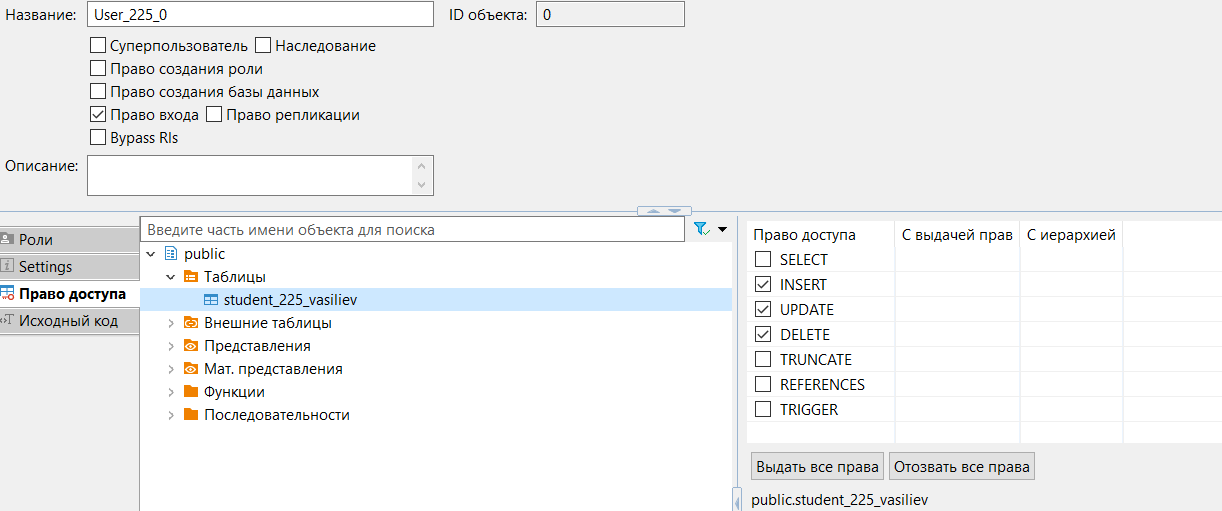 Название: User_225_0 ID объекта: 0
Суперпользователь Наследование
Право создания роли
Право создания базы данных
Право входа Право репликации
Bypass Rls
Описание:
Роли
Settings
Право доступа
Исходный код
Введите часть имени объекта для поиска
public
Таблицы
student_225_vasiliev
Внешние таблицы
Представления
Мат. представления
Функции
Последовательности
Право доступа С выдачей прав С иерархией
SELECT
INSERT
UPDATE
DELETE
TRUNCATE
REFERENCES
TRIGGER
Выдать все права Отозвать все права
public.student_225_vasiliev